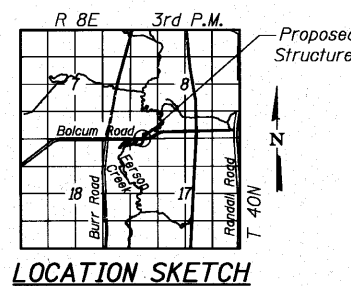 R 8E 3rd P.M.
Proposed
Structure
7 8
Bolcum Road
Ferson
Creek
18 17
Burr Road
Randall Road
T 40N
N
LOCATION SKETCH